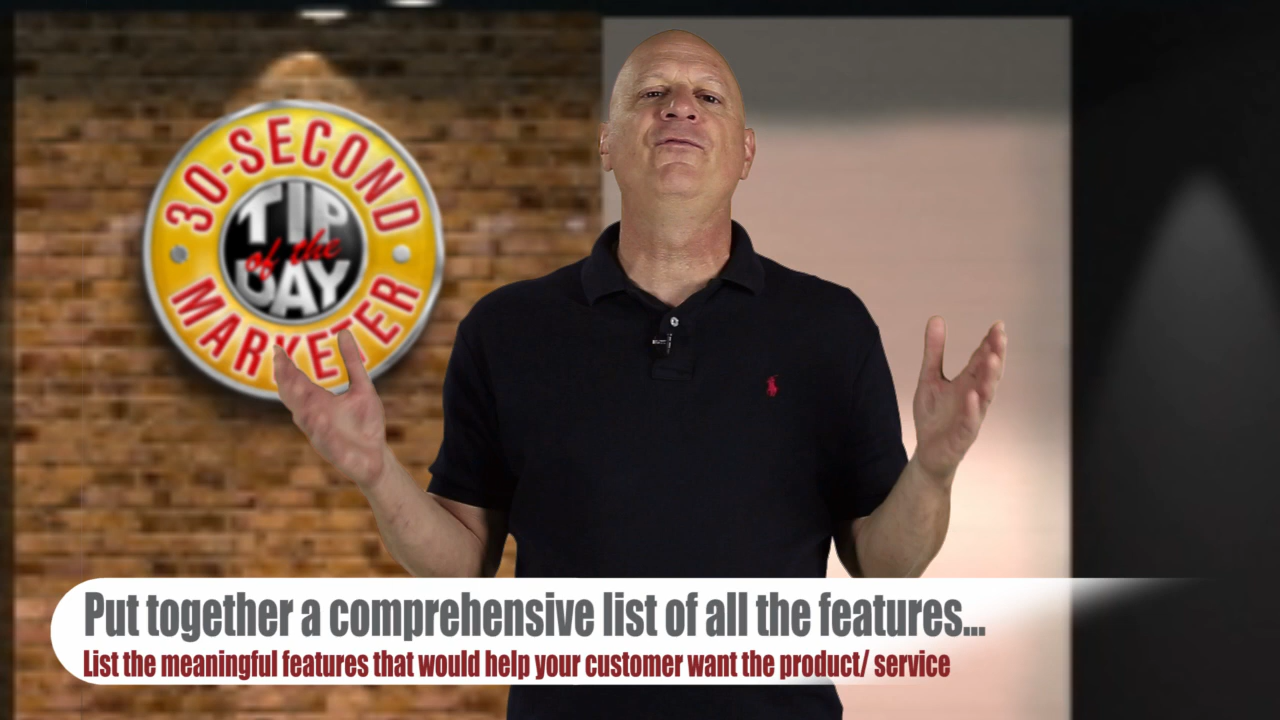 30-SECOND
TIP
of the
DAY
MARKETER
Put together a comprehensive list of all the features...
List the meaningful features that would help your customer want the product/ service